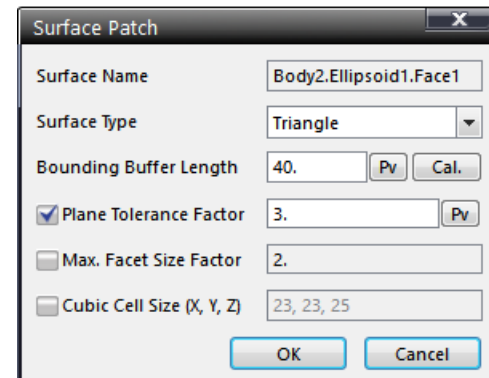 Surface Patch
Surface Name Body2.Ellipsoid1.Face1
Surface Type Triangle
Bounding Buffer Length 40. Pv Cal.
Plane Tolerance Factor 3. Pv
Max. Facet Size Factor 2.
Cubic Cell Size (X, Y, Z) 23, 23, 25
OK Cancel